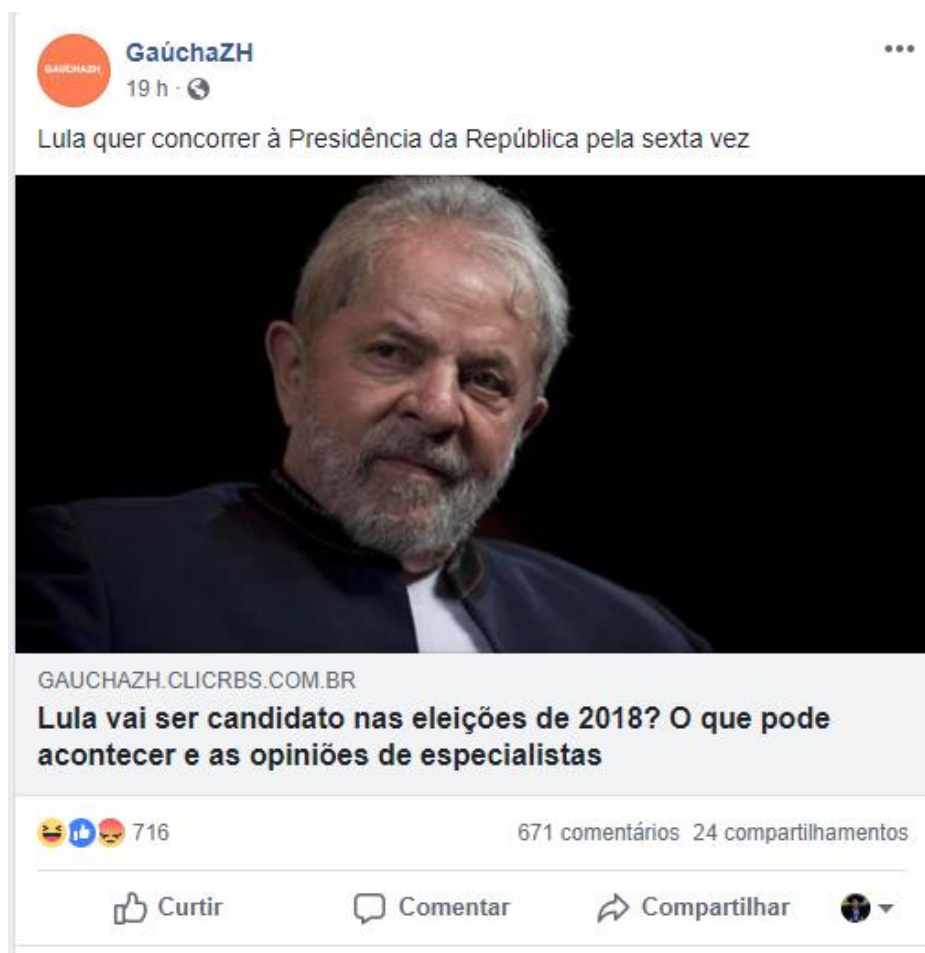 GAÚCHAZH
GaúchaZH
19 h ·
Lula quer concorrer à Presidência da República pela sexta vez
GAUCHAZH.CLICRBS.COM.BR
Lula vai ser candidato nas eleições de 2018? O que pode
acontecer e as opiniões de especialistas
716
671 comentários 24 compartilhamentos
Curtir
Comentar
Compartilhar